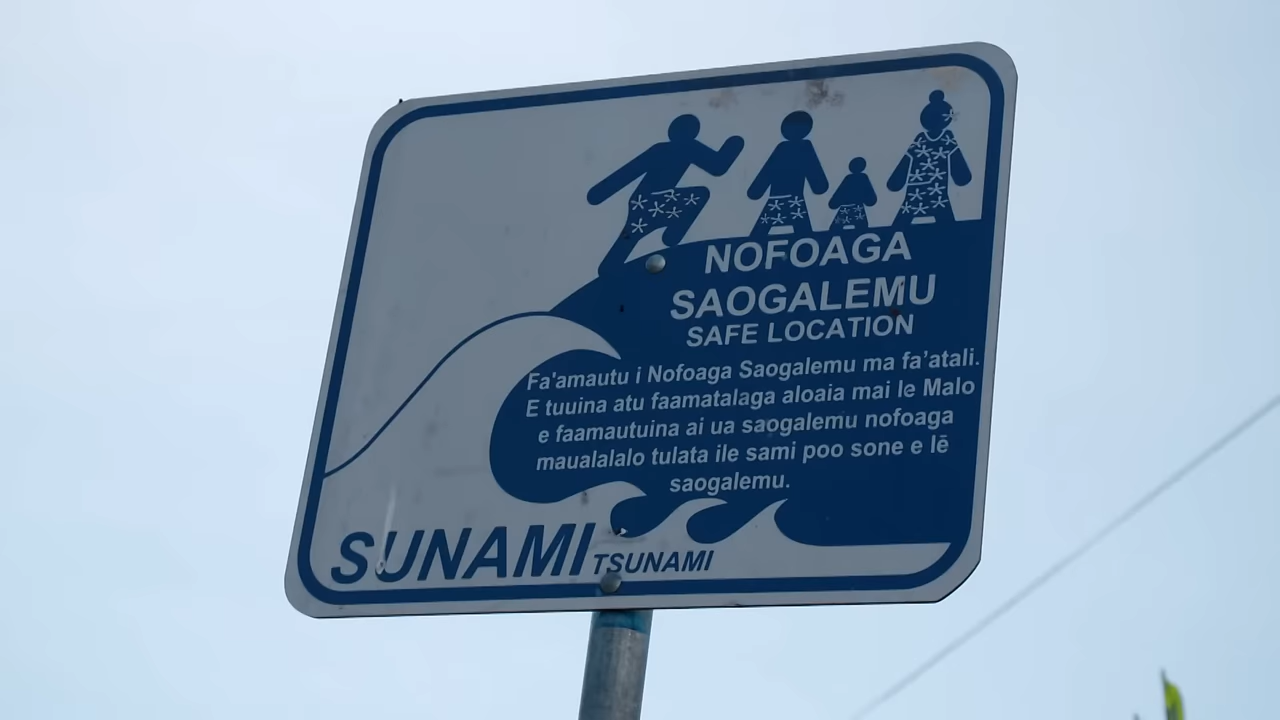 NOFOAGA
SAOGALEMU
SAFE LOCATION
Fa'amautu i Nofoaga Saogalemu ma fa'atali.
E tuuina atu faamatalaga aloaia mai le Malo
e faamautuina ai ua saogalemu nofoaga
maualalalo tulata ile sami poo sone e lē
saogalemu.
SUNAMI TSUNAMI